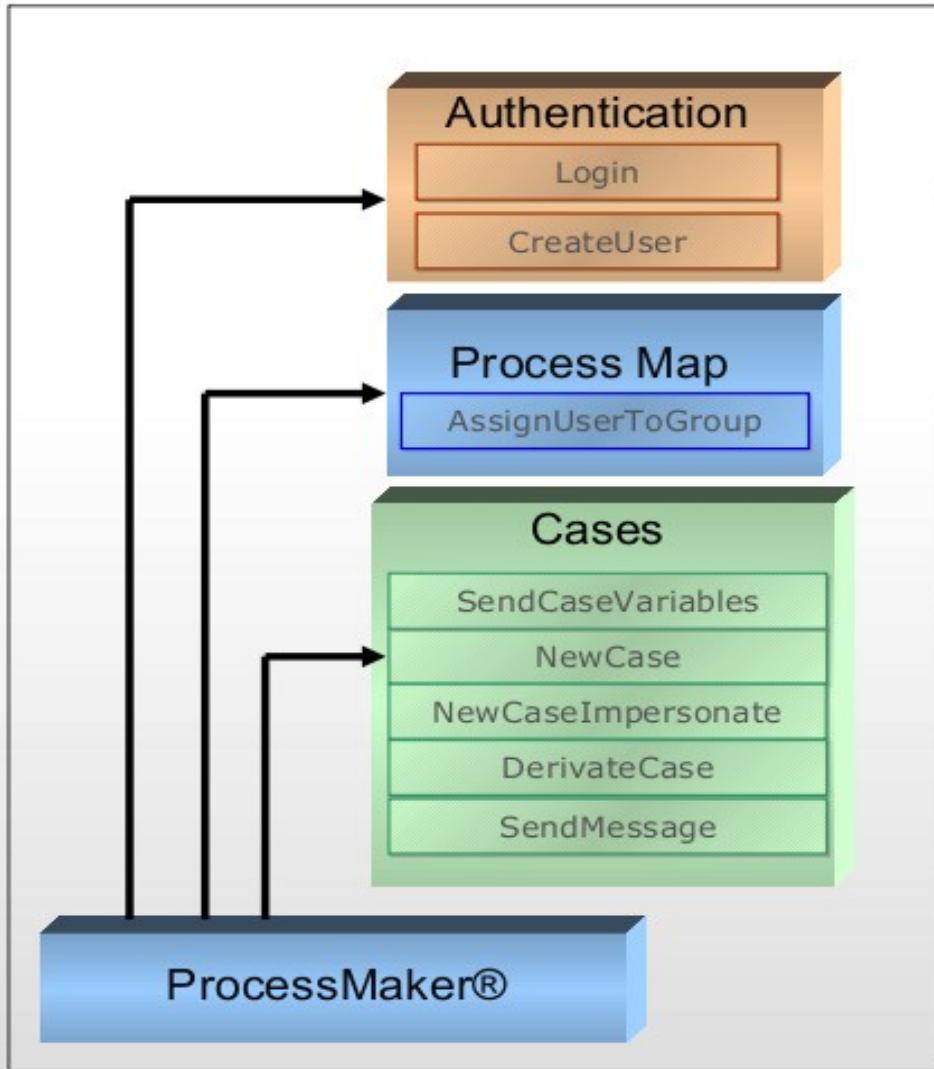 Authentication
Login
CreateUser
Process Map
AssignUserToGroup
Cases
SendCaseVariables
NewCase
NewCaseImpersonate
DerivateCase
SendMessage
ProcessMaker®